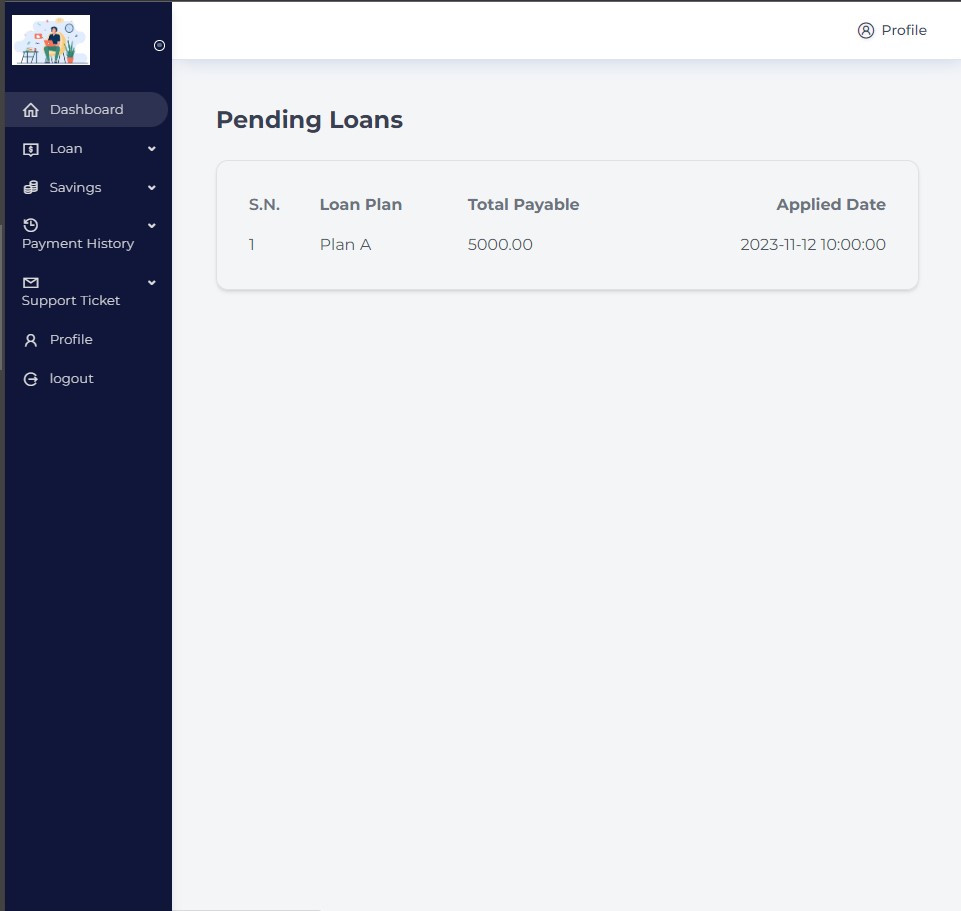 Profile
Dashboard
Loan
Savings
Payment History
Support Ticket
Profile
logout
Pending Loans
S.N. Loan Plan Total Payable Applied Date
1 Plan A 5000.00 2023-11-12 10:00:00